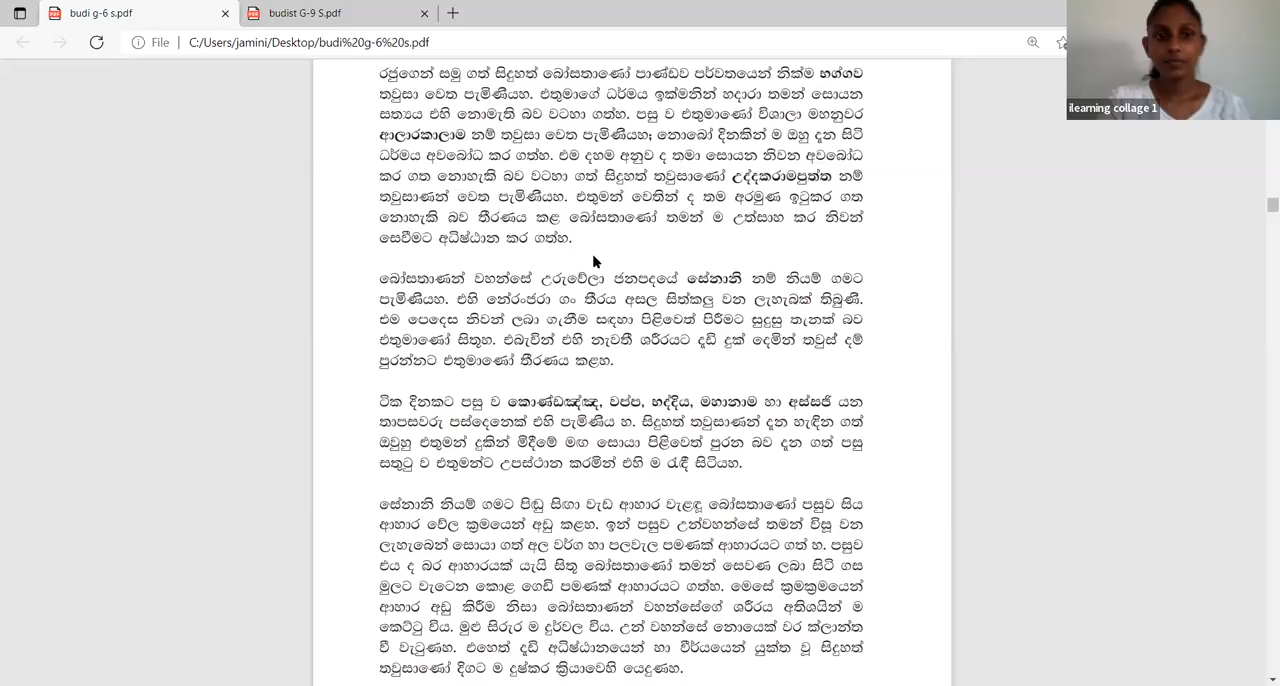 budi g-6 s.pdf
budist G-9 S.pdf
File
C:/Users/jamini/Desktop/budi%20g-6%20s.pdf
ilearning collage 1
රජුගෙන් සමු ගත් සිදුහත් බෝසතාණෝ පාණ්ඩව පර්වතයෙන් නික්ම භග්ගව
තවුසා වෙත පැමිණියහ. එතුමාගේ ධර්මය ඉක්මනින් හදාරා තමන් සොයන
සත්‍යය එහි නොමැති බව වටහා ගත්හ. පසු ව එතුමාණෝ විශාලා මහනුවර
ආලාරකාලාම නම් තවුසා වෙත පැමිණියහ; නොබෝ දිනකින් ම ඔහු දැන සිටි
ධර්මය අවබෝධ කර ගත්හ. එම දහම අනුව ද තමා සොයන නිවන අවබෝධ
කර ගත නොහැකි බව වටහා ගත් සිදුහත් තවුසාණෝ උද්දකරාමපුත්ත නම්
තවුසාණන් වෙත පැමිණියහ. එතුමන් වෙතින් ද තම අරමුණ ඉටුකර ගත
නොහැකි බව තීරණය කළ බෝසතාණෝ තමන් ම උත්සාහ කර නිවන්
සෙවීමට අධිෂ්ඨාන කර ගත්හ.
බෝසතාණන් වහන්සේ උරුවේලා ජනපදයේ සේනානි නම් නියම් ගමට
පැමිණියහ. එහි නේරංජරා ගං තීරය අසල සිත්කලු වන ලැහැබක් තිබුණි.
එම පෙදෙස නිවන් ලබා ගැනීම සඳහා පිළිවෙත් පිරීමට සුදුසු තැනක් බව
එතුමාණෝ සිතූහ. එබැවින් එහි නැවතී ශරීරයට දැඩි දුක් දෙමින් තවුස් දම්
පුරන්නට එතුමාණෝ තීරණය කළහ.
ටික දිනකට පසු ව කොණ්ඩඤ්ඤ, වප්ප, භද්දිය, මහානාම හා අස්සජි යන
තාපසවරු පස්දෙනෙක් එහි පැමිණිය හ. සිදුහත් තවුසාණන් දැන හැඳින ගත්
ඔවුහු එතුමන් දුකින් මිදීමේ මඟ සොයා පිළිවෙත් පුරන බව දැන ගත් පසු
සතුටු ව එතුමන්ට උපස්ථාන කරමින් එහි ම රැඳී සිටියහ.
සේනානි නියම් ගමට පිඬු සිඟා වැඩ ආහාර වැළඳූ බෝසතාණෝ පසුව සිය
ආහාර වේල ක්‍රමයෙන් අඩු කළහ. ඉන් පසුව උන්වහන්සේ තමන් විසූ වන
ලැහැබෙන් සොයා ගත් අල වර්ග හා පලවැල පමණක් ආහාරයට ගත් හ. පසුව
එය ද බර ආහාරයක් යැයි සිතූ බෝසතාණෝ තමන් සෙවණ ලබා සිටි ගස
මුලට වැටෙන කොළ ගෙඩි පමණක් ආහාරයට ගත්හ. මෙසේ ක්‍රමක්‍රමයෙන්
ආහාර අඩු කිරීම නිසා බෝසතාණන් වහන්සේගේ ශරීරය අතිශයින් ම
කෙට්ටු විය. මුළු සිරුර ම දුර්වල විය. උන් වහන්සේ නොයෙක් වර ක්ලාන්ත
වී වැටුණහ. එහෙත් දැඩි අධිෂ්ඨානයෙන් හා වීර්යයෙන් යුක්ත වූ සිදුහත්
තවුසාණෝ දිගට ම දුෂ්කර ක්‍රියාවෙහි යෙදුණහ.